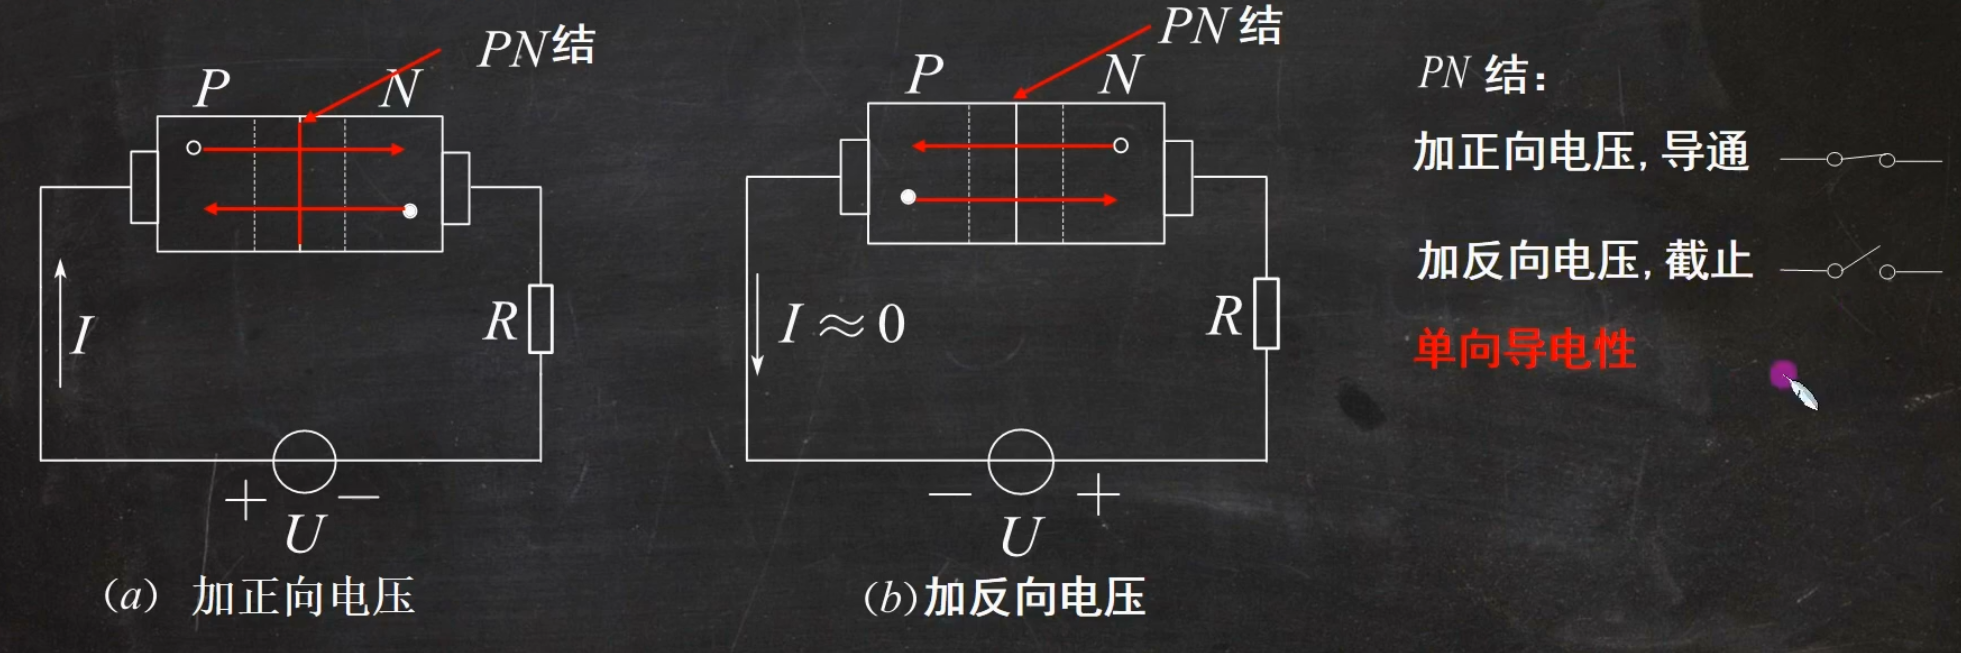 PN结
P N
I
R
+ −
U
(a) 加正向电压
PN结
P N
I≈0
R
− +
U
(b)加反向电压
PN 结：
加正向电压, 导通
加反向电压, 截止
单向导电性